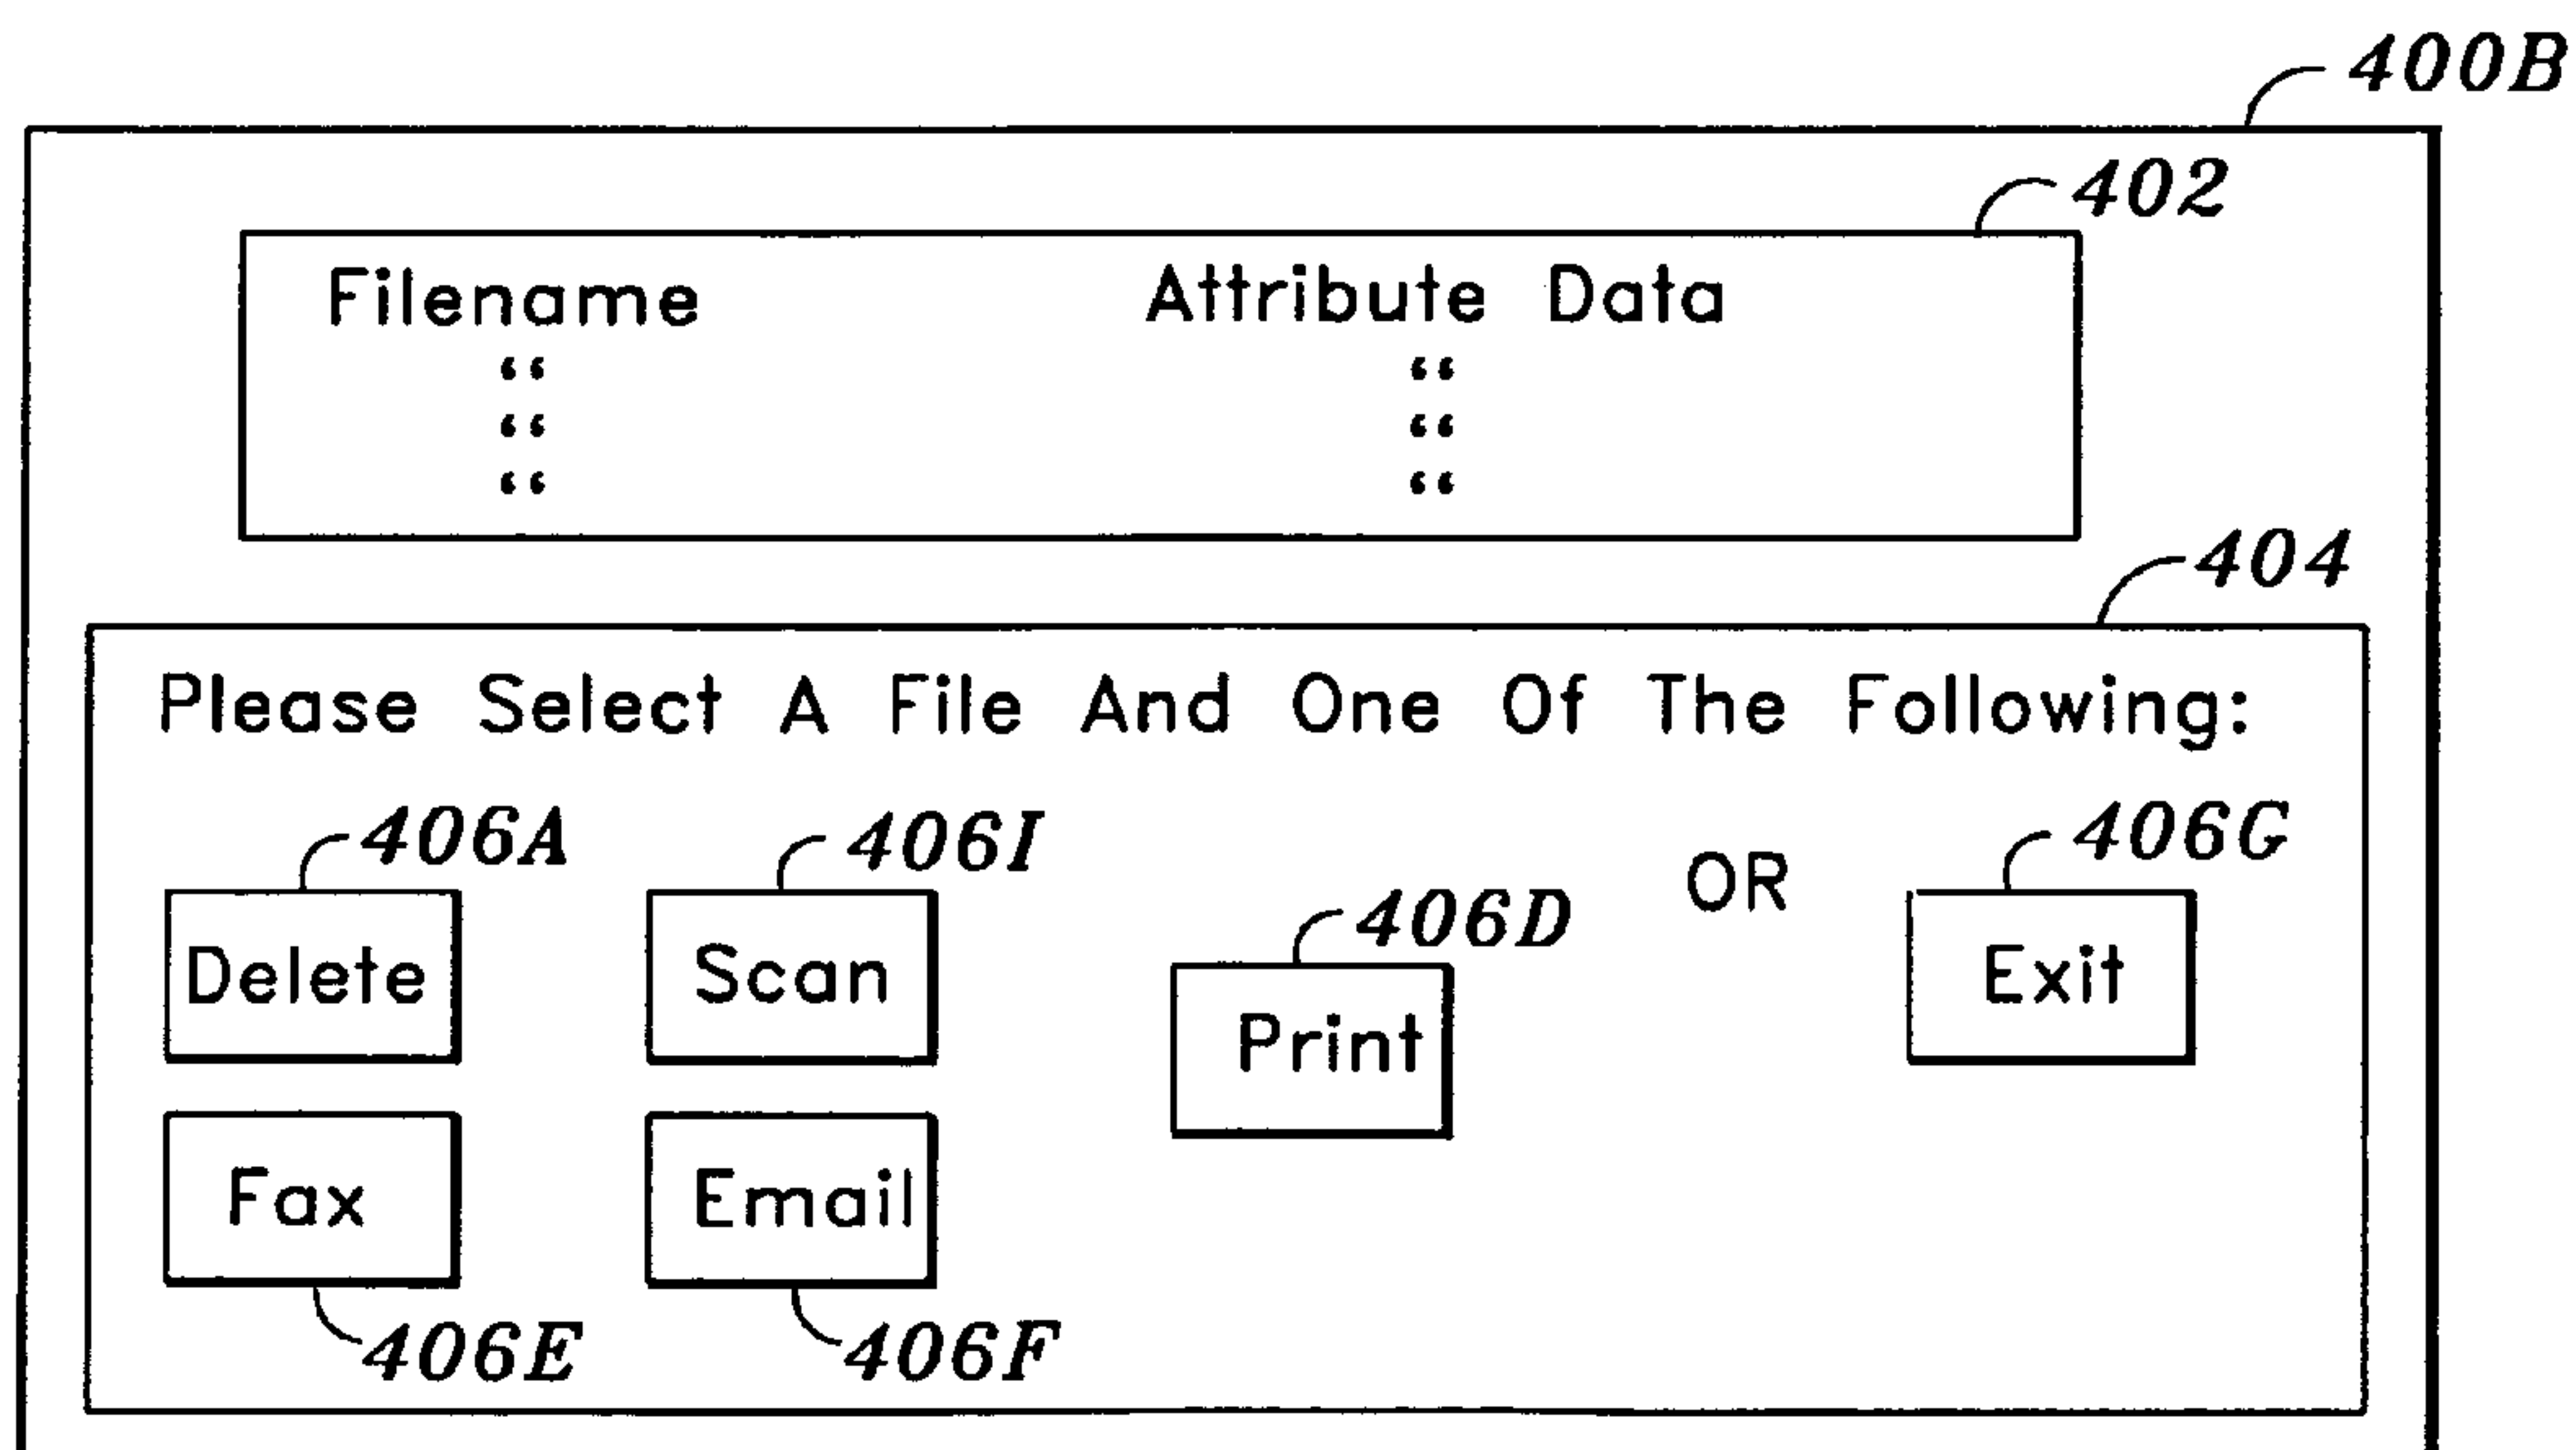 400B
402
Filename Attribute Data
“ “
“ “
“ “
404
Please Select A File And One Of The Following:
406A 406I 406G
OR
406D
Delete Scan Exit
Print
Fax Email
406E 406F